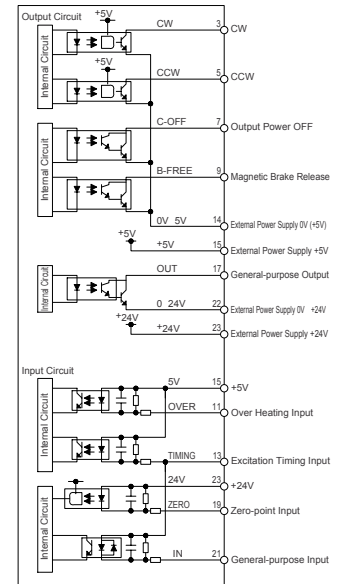 Output Circuit
+5V
CW 3 CW
Internal Circuit
+5V
CCW 5 CCW
C-OFF 7 Output Power OFF
Internal Circuit
B-FREE 9 Magnetic Brake Release
0V 5V 14 External Power Supply 0V (+5V)
+5V
+5V 15 External Power Supply +5V
OUT 17 General-purpose Output
Internal Circuit
0 24V 22 External Power Supply 0V +24V
+24V
+24V 23 External Power Supply +24V
Input Circuit
5V 15 +5V
OVER 11 Over Heating Input
Internal Circuit
TIMING 13 Excitation Timing Input
24V 23 +24V
ZERO 19 Zero-point Input
Internal Circuit
IN 21 General-purpose Input